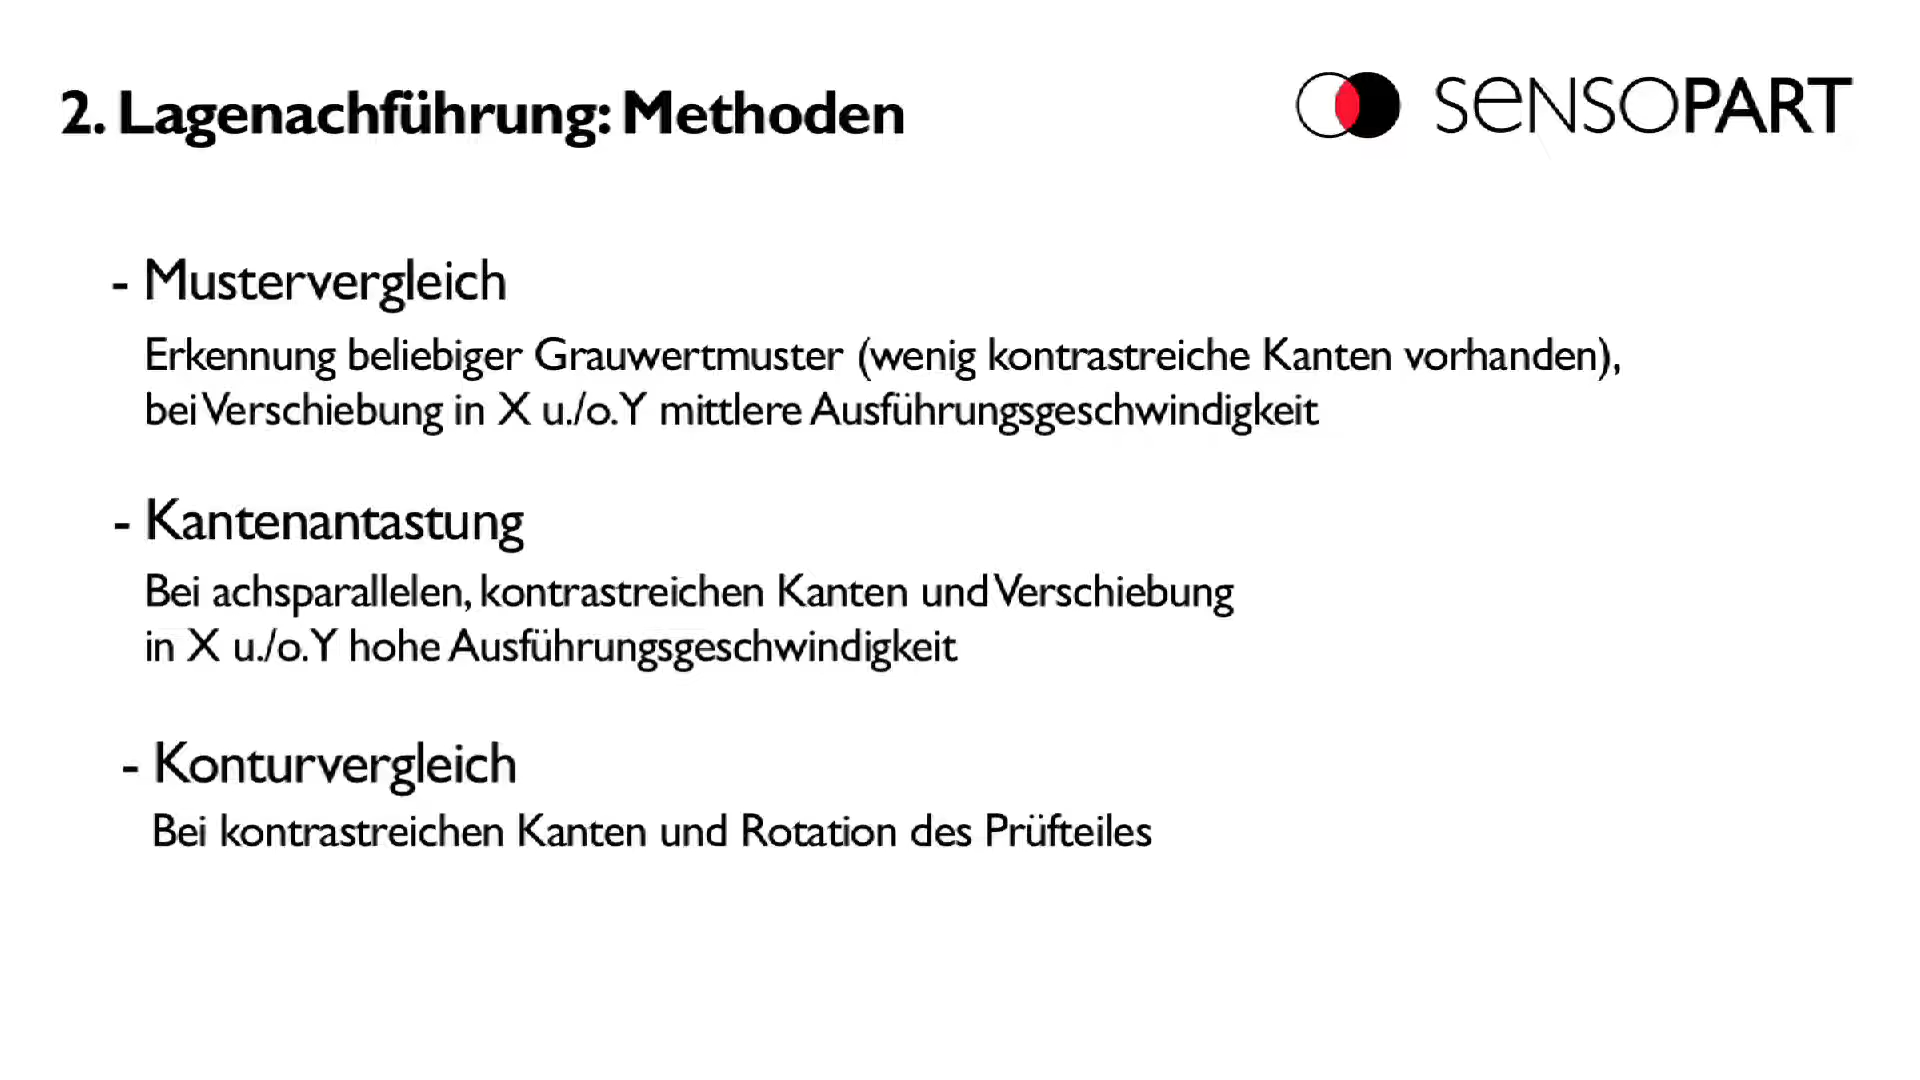 2. Lagenachführung: Methoden
SENSOPART
- Mustervergleich
Erkennung beliebiger Grauwertmuster (wenig kontrastreiche Kanten vorhanden),
bei Verschiebung in X u./o. Y mittlere Ausführungsgeschwindigkeit
- Kantenantastung
Bei achsparallelen, kontrastreichen Kanten und Verschiebung
in X u./o. Y hohe Ausführungsgeschwindigkeit
- Konturvergleich
Bei kontrastreichen Kanten und Rotation des Prüfteiles